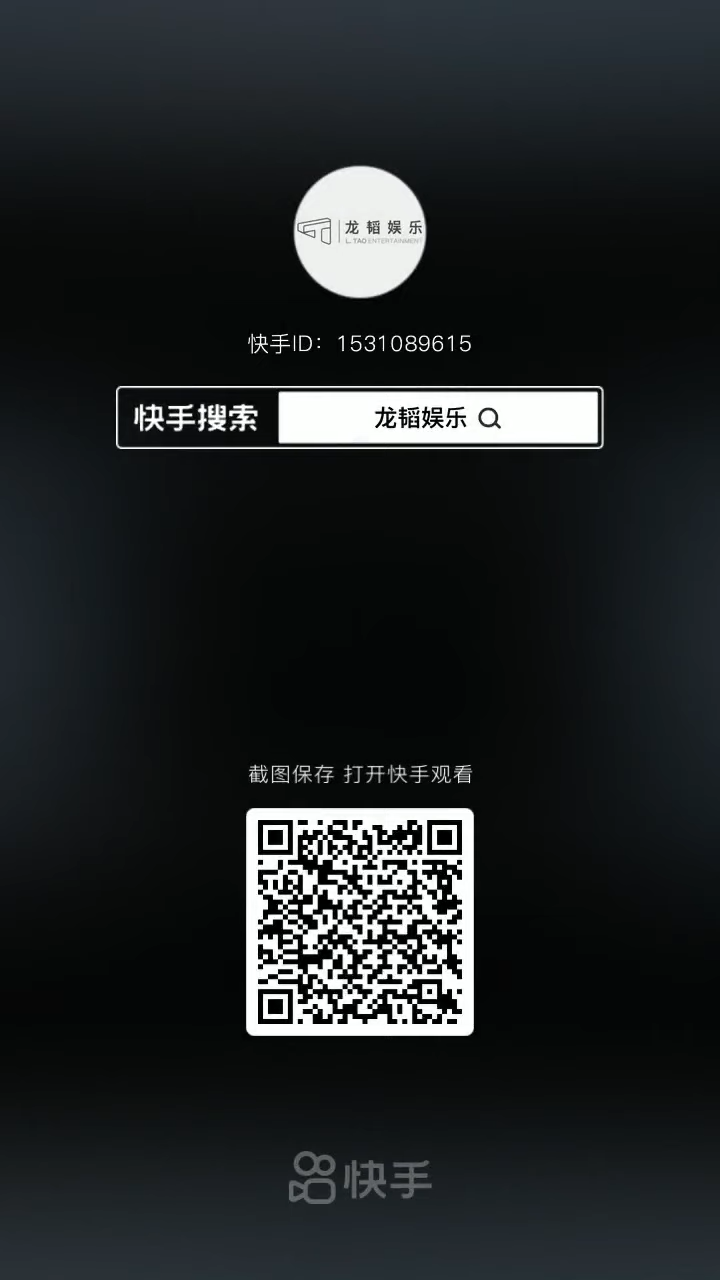 龙韬娱乐
L. TAO ENTERTAINMENT
快手ID：1531089615
快手搜索 龙韬娱乐
截图保存 打开快手观看
快手